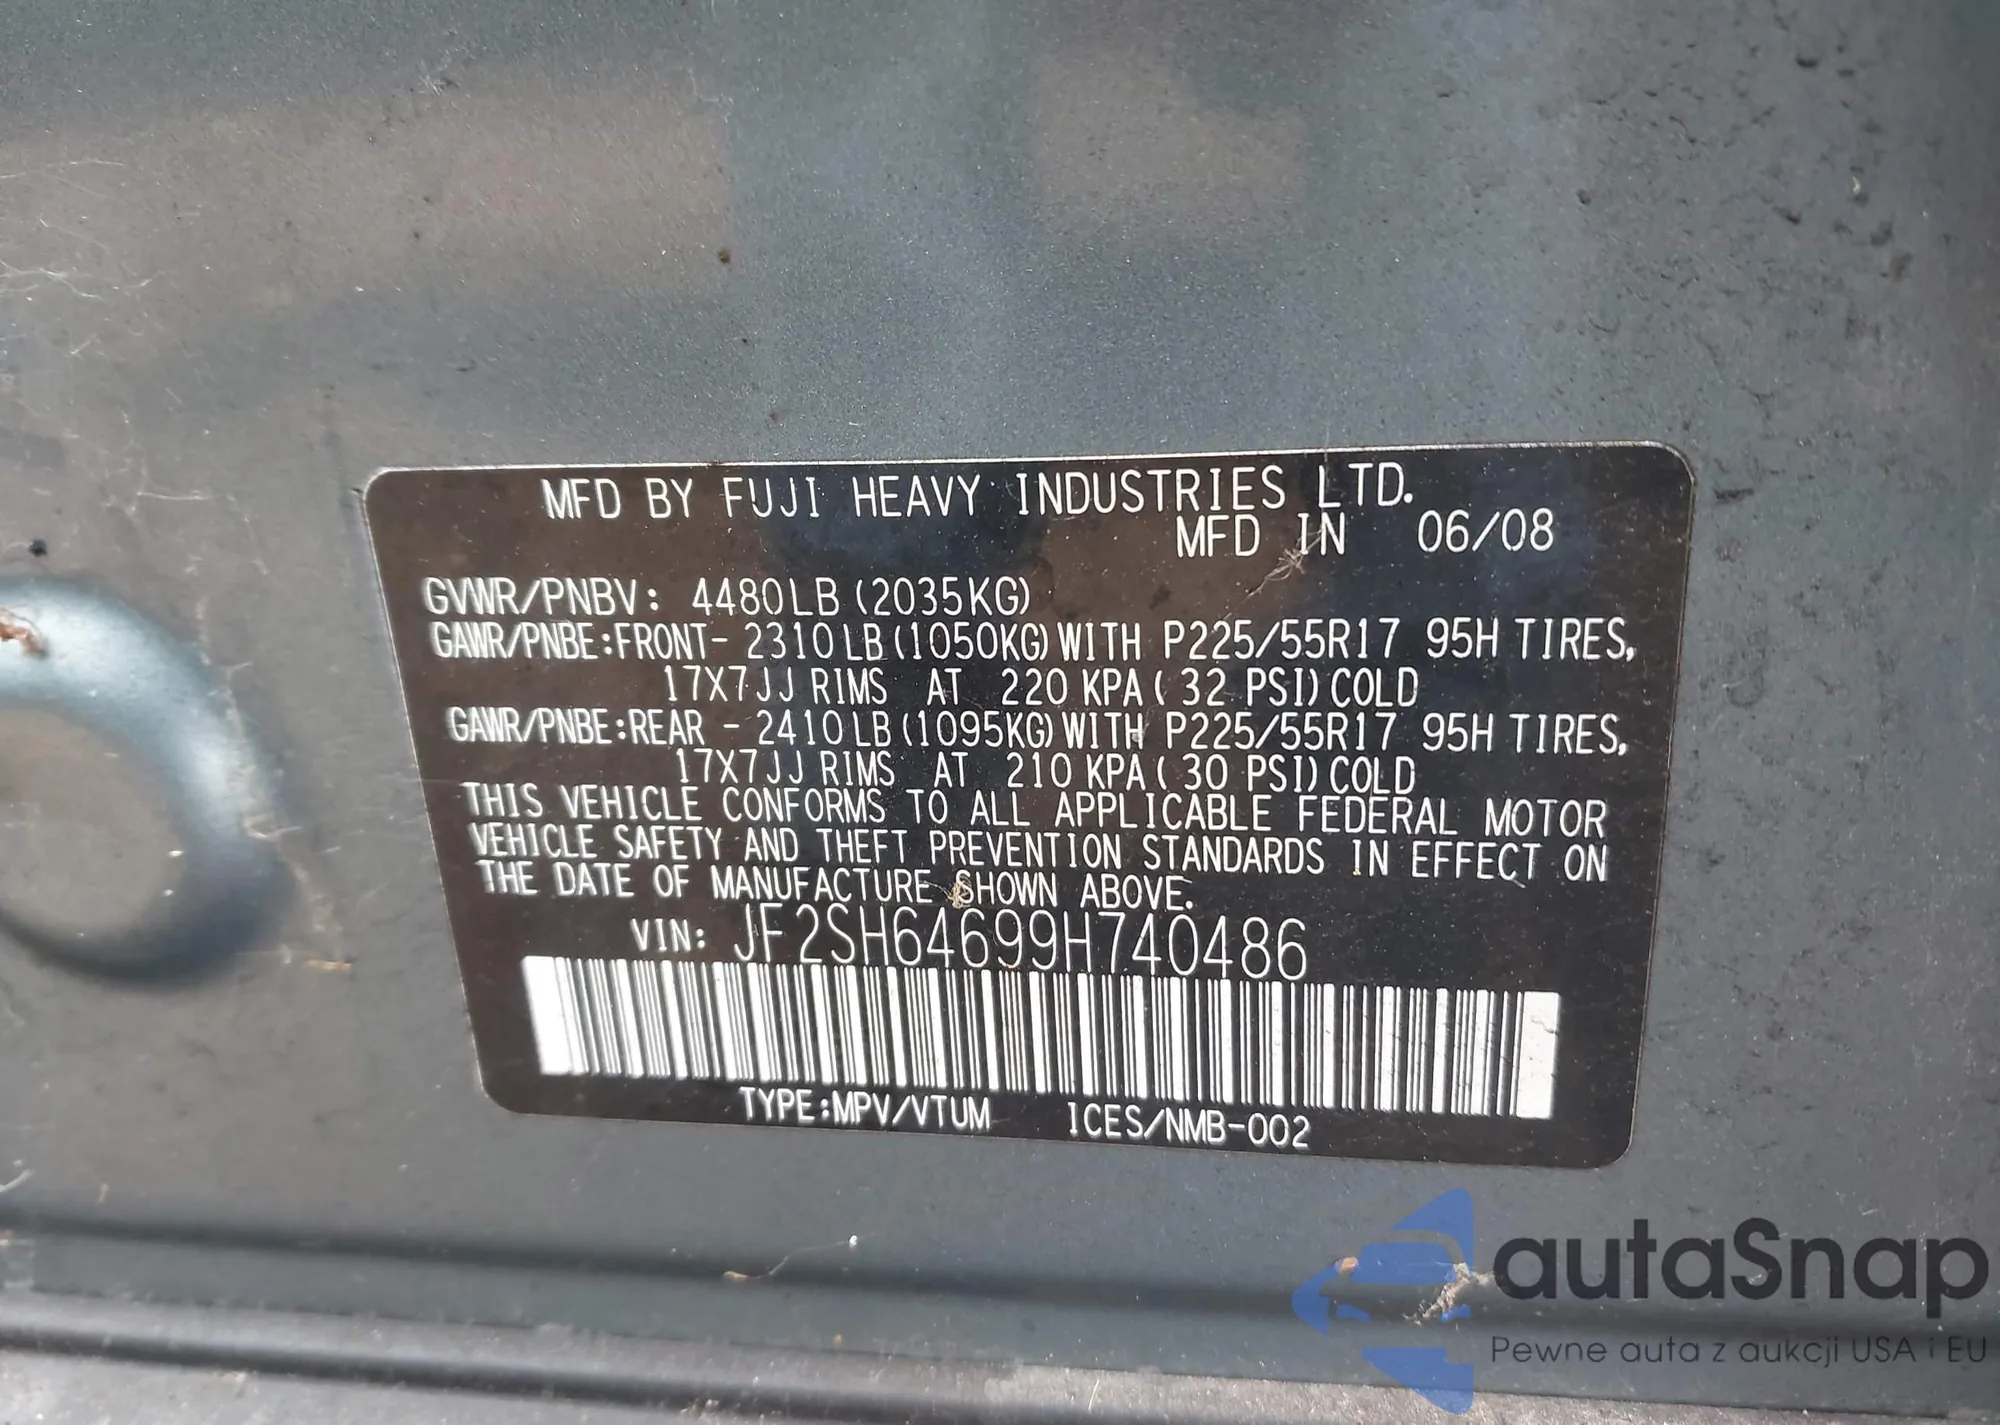 MFD BY FUJI HEAVY INDUSTRIES LTD.
MFD IN 06/08
GVWR/PNBV: 4480LB (2035KG)
GAWR/PNBE:FRONT- 2310LB(1050KG)WITH P225/55R17 95H TIRES,
17X7JJ RIMS AT 220 KPA( 32 PSI)COLD
GAWR/PNBE:REAR - 2410LB(1095KG)WITH P225/55R17 95H TIRES,
17X7JJ RIMS AT 210 KPA( 30 PSI)COLD
THIS VEHICLE CONFORMS TO ALL APPLICABLE FEDERAL MOTOR
VEHICLE SAFETY AND THEFT PREVENTION STANDARDS IN EFFECT ON
THE DATE OF MANUFACTURE SHOWN ABOVE.
VIN: JF2SH64699H740486
TYPE:MPV/VTUM ICES/NMB-002
autaSnap
Pewne auta z aukcji USA i EU